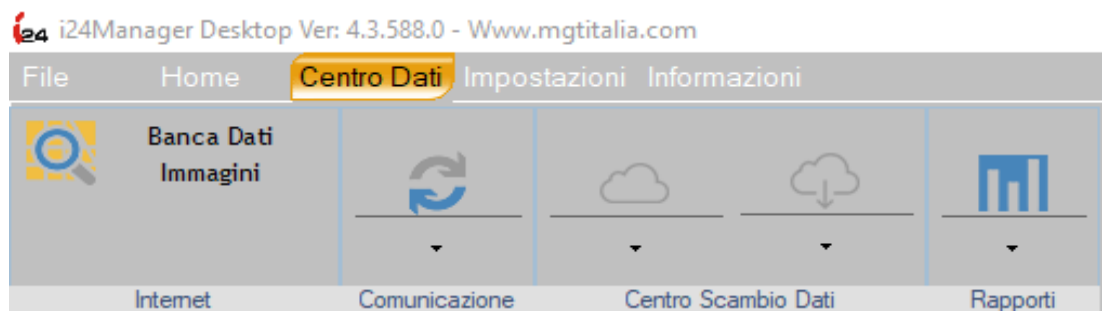 i24 i24Manager Desktop Ver: 4.3.588.0 - Www.mgtitalia.com
File Home Centro Dati Impostazioni Informazioni
Banca Dati
Immagini
Internet Comunicazione Centro Scambio Dati Rapporti